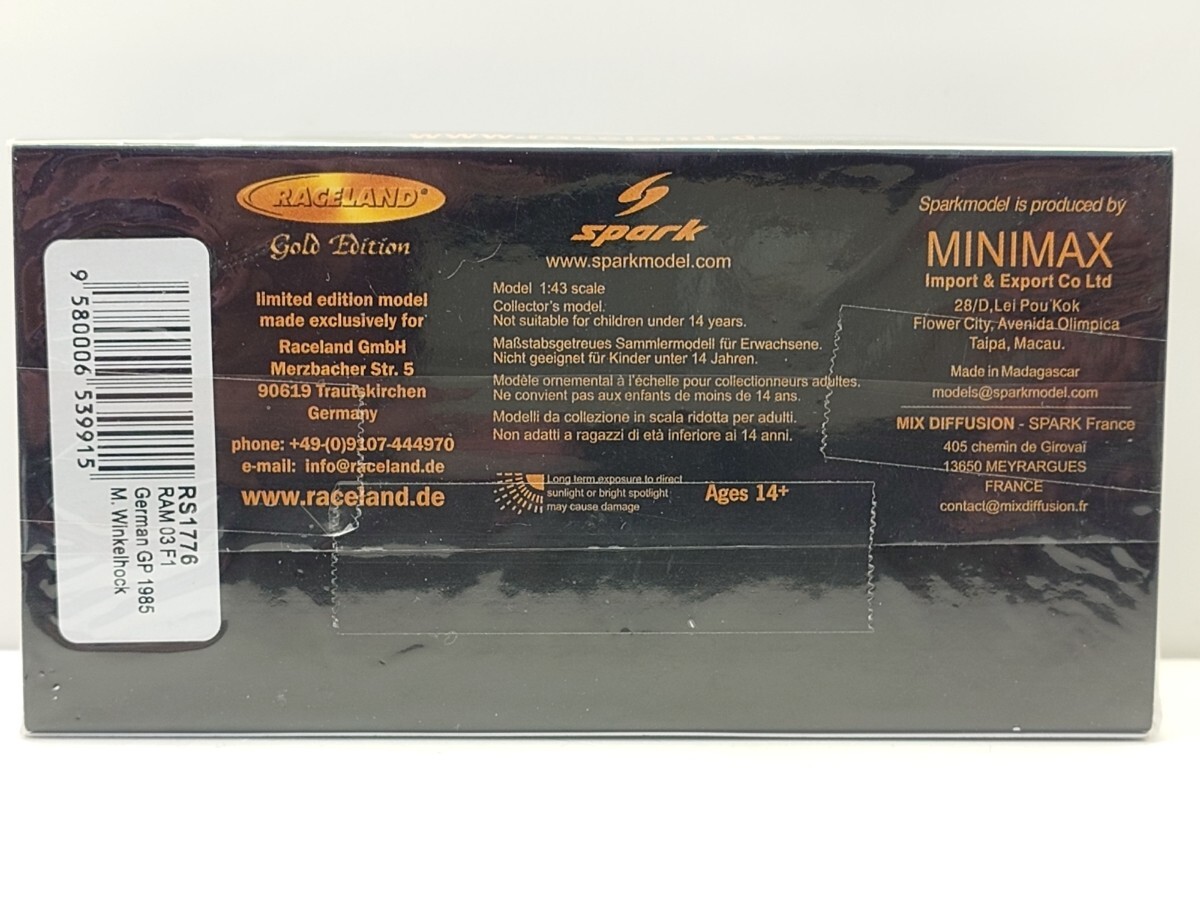 www.raceland.de
9 580006 539915
RS1776
RAM 03 F1
German GP 1985
M. Winkelhock
RACELAND®
Gold Edition
limited edition model
made exclusively for
Raceland GmbH
Merzbacher Str. 5
90619 Trautskirchen
Germany
phone: +49-(0)9107-444970
e-mail: info@raceland.de
www.raceland.de
spark
www.sparkmodel.com
Model 1:43 scale
Collector's model.
Not suitable for children under 14 years.
Maßstabsgetreues Sammlermodell für Erwachsene.
Nicht geeignet für Kinder unter 14 Jahren.
Modèle ornemental à l'échelle pour collectionneurs adultes.
Ne convient pas aux enfants de moins de 14 ans.
Modelli da collezione in scala ridotta per adulti.
Non adatti a ragazzi di età inferiore ai 14 anni.
Long term exposure to direct
sunlight or bright spotlight
may cause damage
Ages 14+
Sparkmodel is produced by
MINIMAX
Import & Export Co Ltd
28/D, Lei Pou Kok
Flower City, Avenida Olimpica
Taipa, Macau.
Made in Madagascar
models@sparkmodel.com
MIX DIFFUSION - SPARK France
405 chemin de Girovaï
13650 MEYRARGUES
FRANCE
contact@mixdiffusion.fr